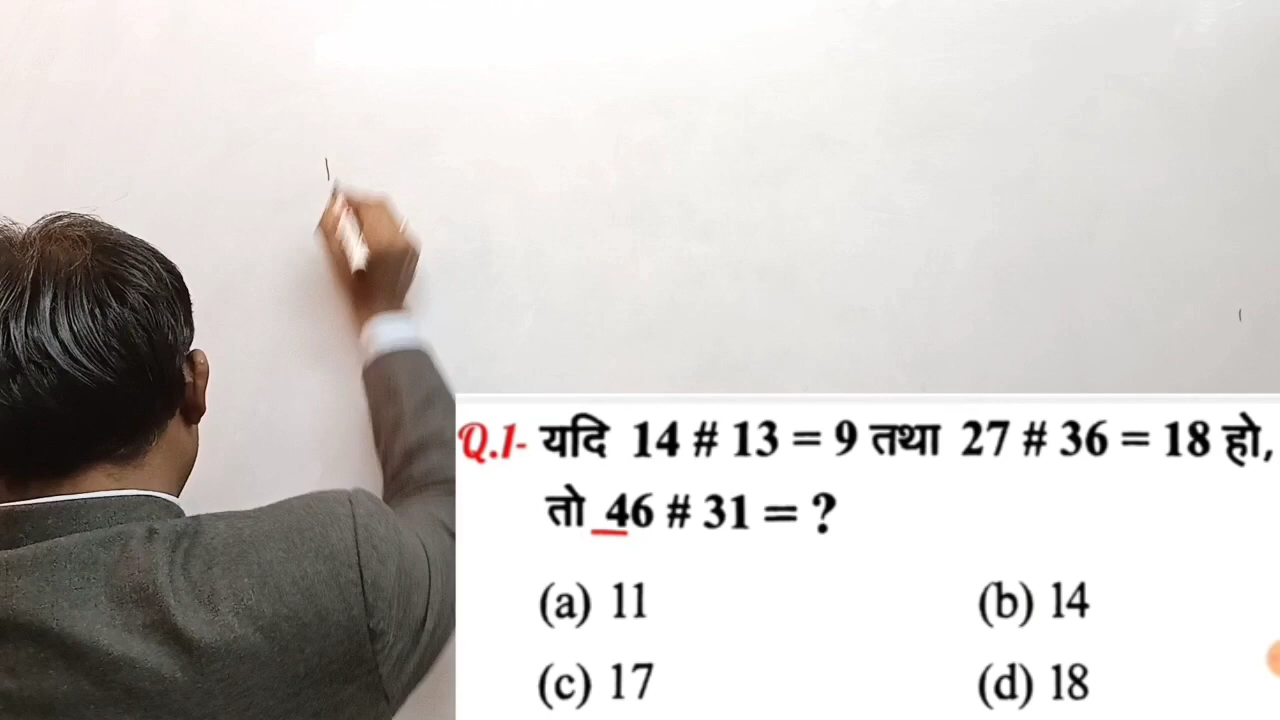 Q.1- यदि 14 # 13 = 9 तथा 27 # 36 = 18 हो,
तो 46 # 31 = ?
(a) 11 (b) 14
(c) 17 (d) 18